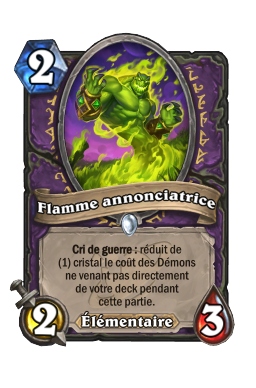 2
Flamme annonciatrice
Cri de guerre : réduit de
(1) cristal le coût des Démons
ne venant pas directement
de votre deck pendant
cette partie.
2
Élémentaire
3